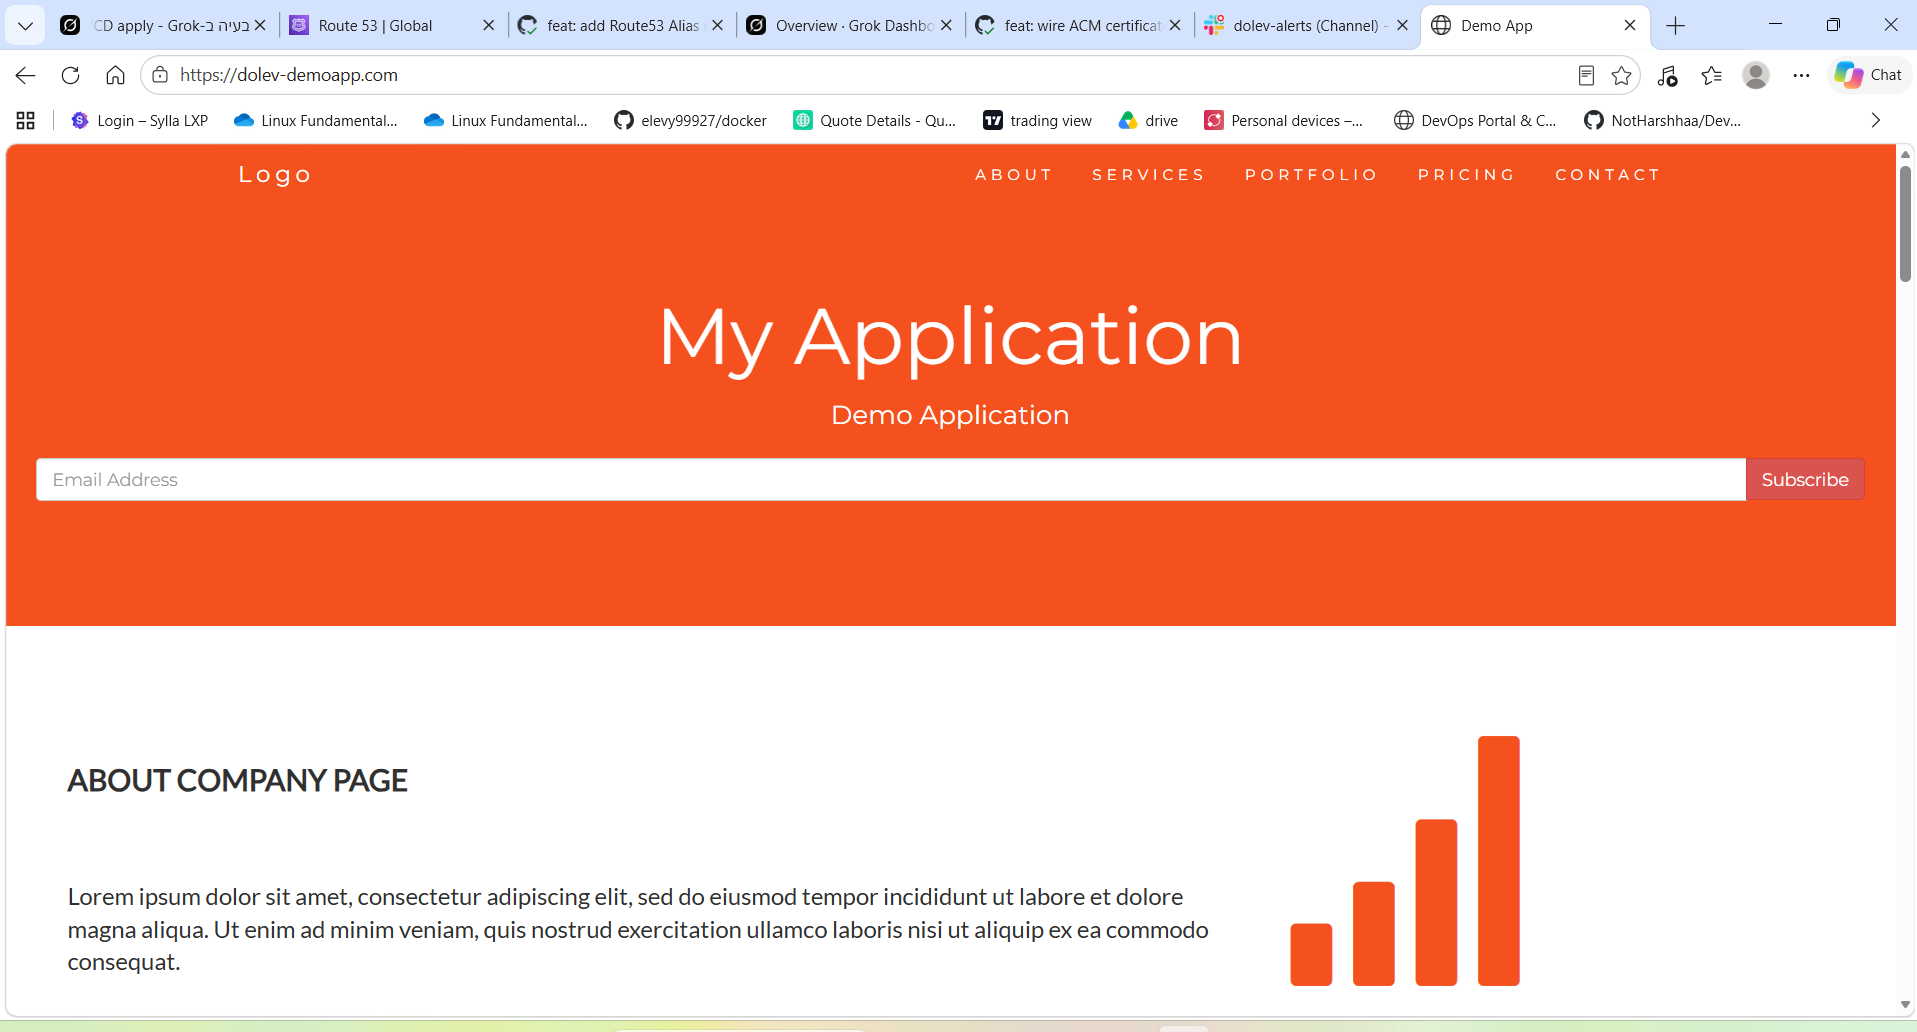 CD apply - Grok-בעיה ב
Route 53 | Global
feat: add Route53 Alias
Overview · Grok Dashbo
feat: wire ACM certificat
dolev-alerts (Channel) -
Demo App
https://dolev-demoapp.com
Chat
Login – Sylla LXP
Linux Fundamental...
Linux Fundamental...
elevy99927/docker
Quote Details - Qu...
trading view
drive
Personal devices –...
DevOps Portal & C...
NotHarshhaa/Dev...
Logo
ABOUT
SERVICES
PORTFOLIO
PRICING
CONTACT
My Application
Demo Application
Email Address
Subscribe
ABOUT COMPANY PAGE
Lorem ipsum dolor sit amet, consectetur adipiscing elit, sed do eiusmod tempor incididunt ut labore et dolore
magna aliqua. Ut enim ad minim veniam, quis nostrud exercitation ullamco laboris nisi ut aliquip ex ea commodo
consequat.